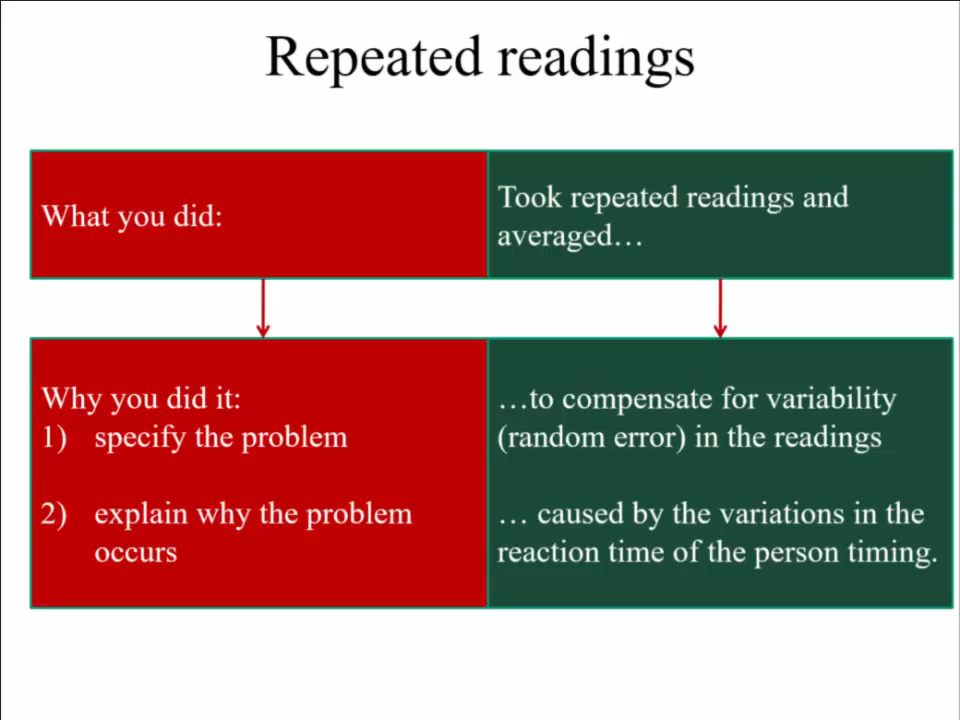 Repeated readings
What you did:
Took repeated readings and
averaged…
Why you did it:
1) specify the problem
2) explain why the problem
occurs
…to compensate for variability
(random error) in the readings
… caused by the variations in the
reaction time of the person timing.